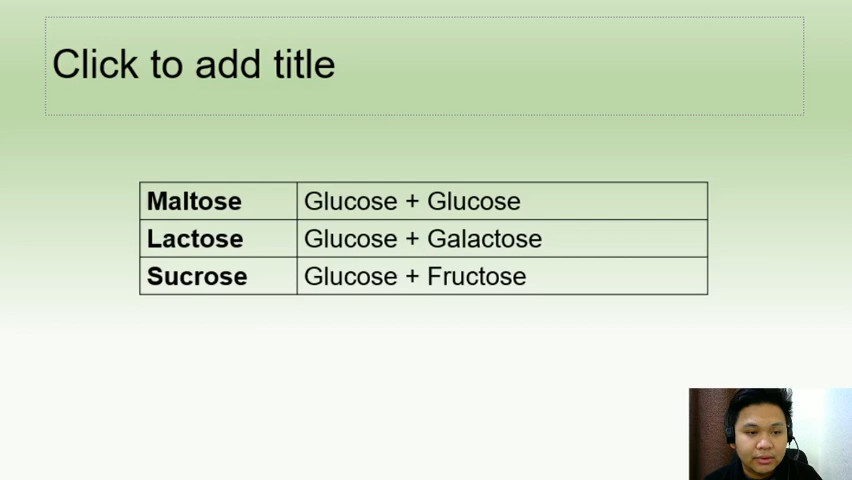 Click to add title
Maltose Glucose + Glucose
Lactose Glucose + Galactose
Sucrose Glucose + Fructose